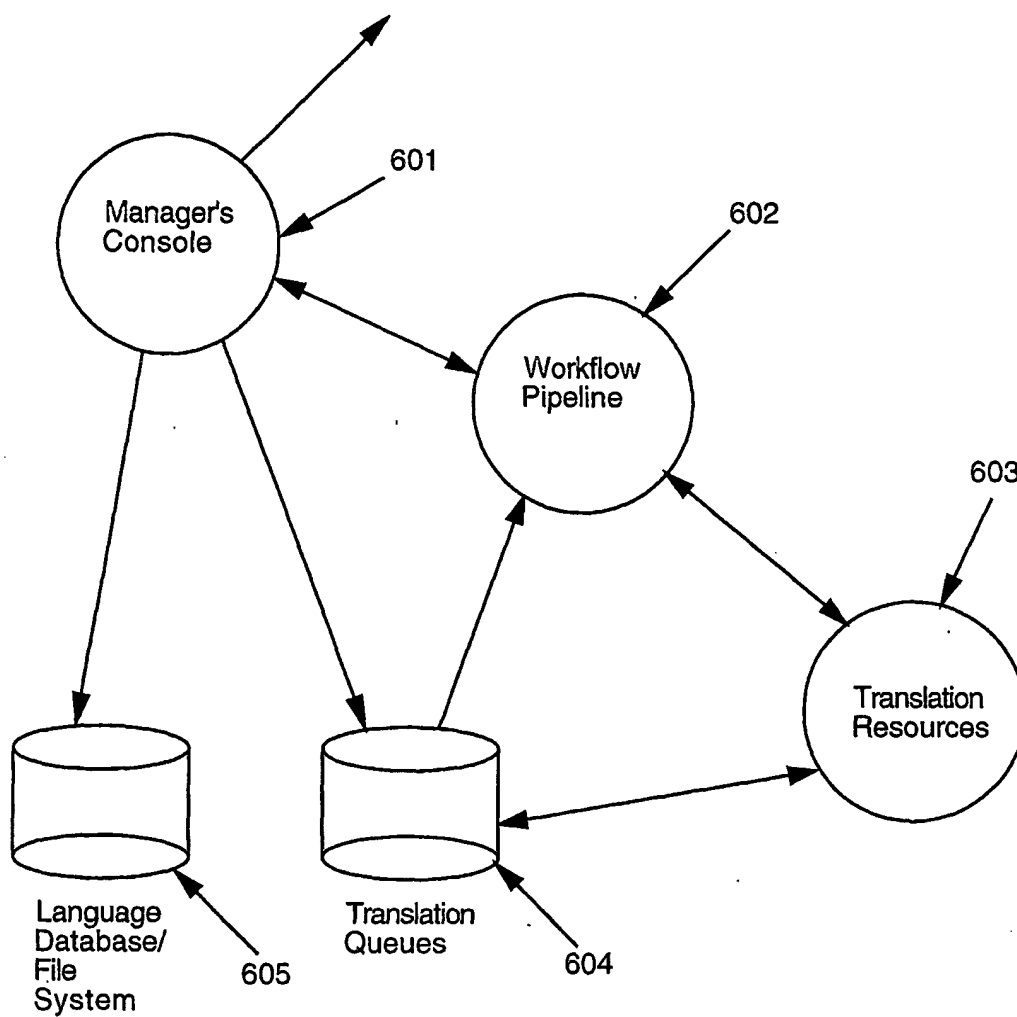 601
Manager's
Console
602
Workflow
Pipeline
603
Translation
Resources
Language
Database/
File
System
605
Translation
Queues
604